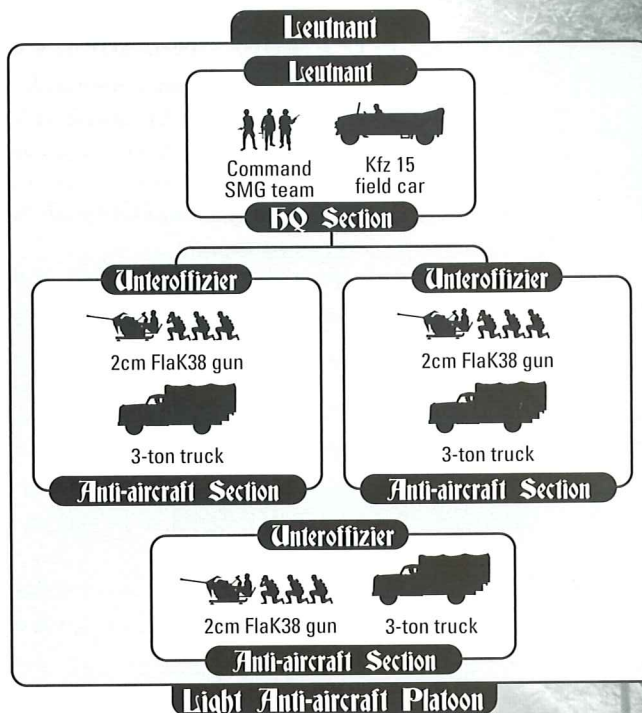 Leutnant
Leutnant
Command
SMG team
Kfz 15
field car
HQ Section
Unteroffizier
2cm FlaK38 gun
3-ton truck
Anti-aircraft Section
Unteroffizier
2cm FlaK38 gun
3-ton truck
Anti-aircraft Section
Unteroffizier
2cm FlaK38 gun
3-ton truck
Anti-aircraft Section
Light Anti-aircraft Platoon